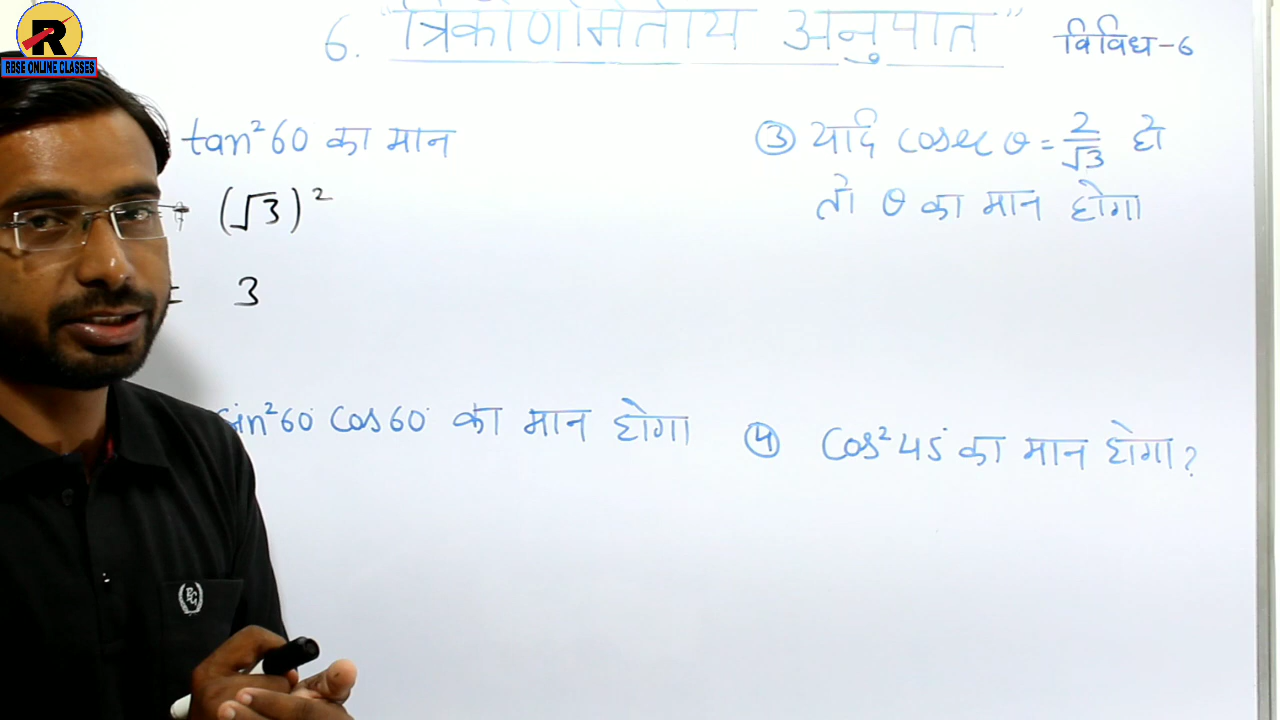 R
RBSE ONLINE CLASSES
6. "त्रिकोणमितीय अनुपात"
विविध-6
tan²60 का मान
= (√3)²
= 3
sin²60° cos60° का मान होगा
③ यदि cosec θ = 2/√3 हो
तो θ का मान होगा
④ cos²45° का मान होगा?